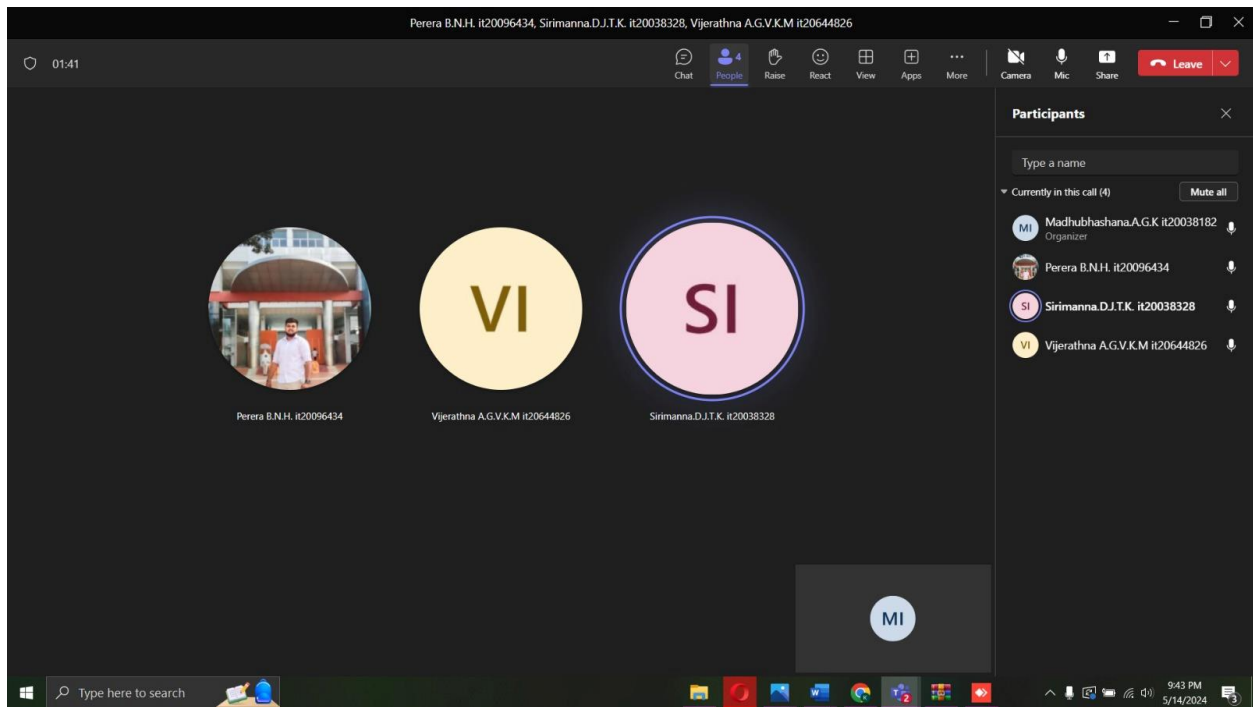 Perera B.N.H. it20096434, Sirimanna.D.J.T.K. it20038328, Vijerathna A.G.V.K.M it20644826
01:41
4
Chat People Raise React View Apps More Camera Mic Share Leave
Participants
Type a name
Currently in this call (4) Mute all
MI Madhubhashana.A.G.K it20038182
Organizer
Perera B.N.H. it20096434
SI Sirimanna.D.J.T.K. it20038328
VI Vijerathna A.G.V.K.M it20644826
VI SI
Perera B.N.H. it20096434 Vijerathna A.G.V.K.M it20644826 Sirimanna.D.J.T.K. it20038328
MI
Type here to search
W
T 2
9:43 PM
5/14/2024
3